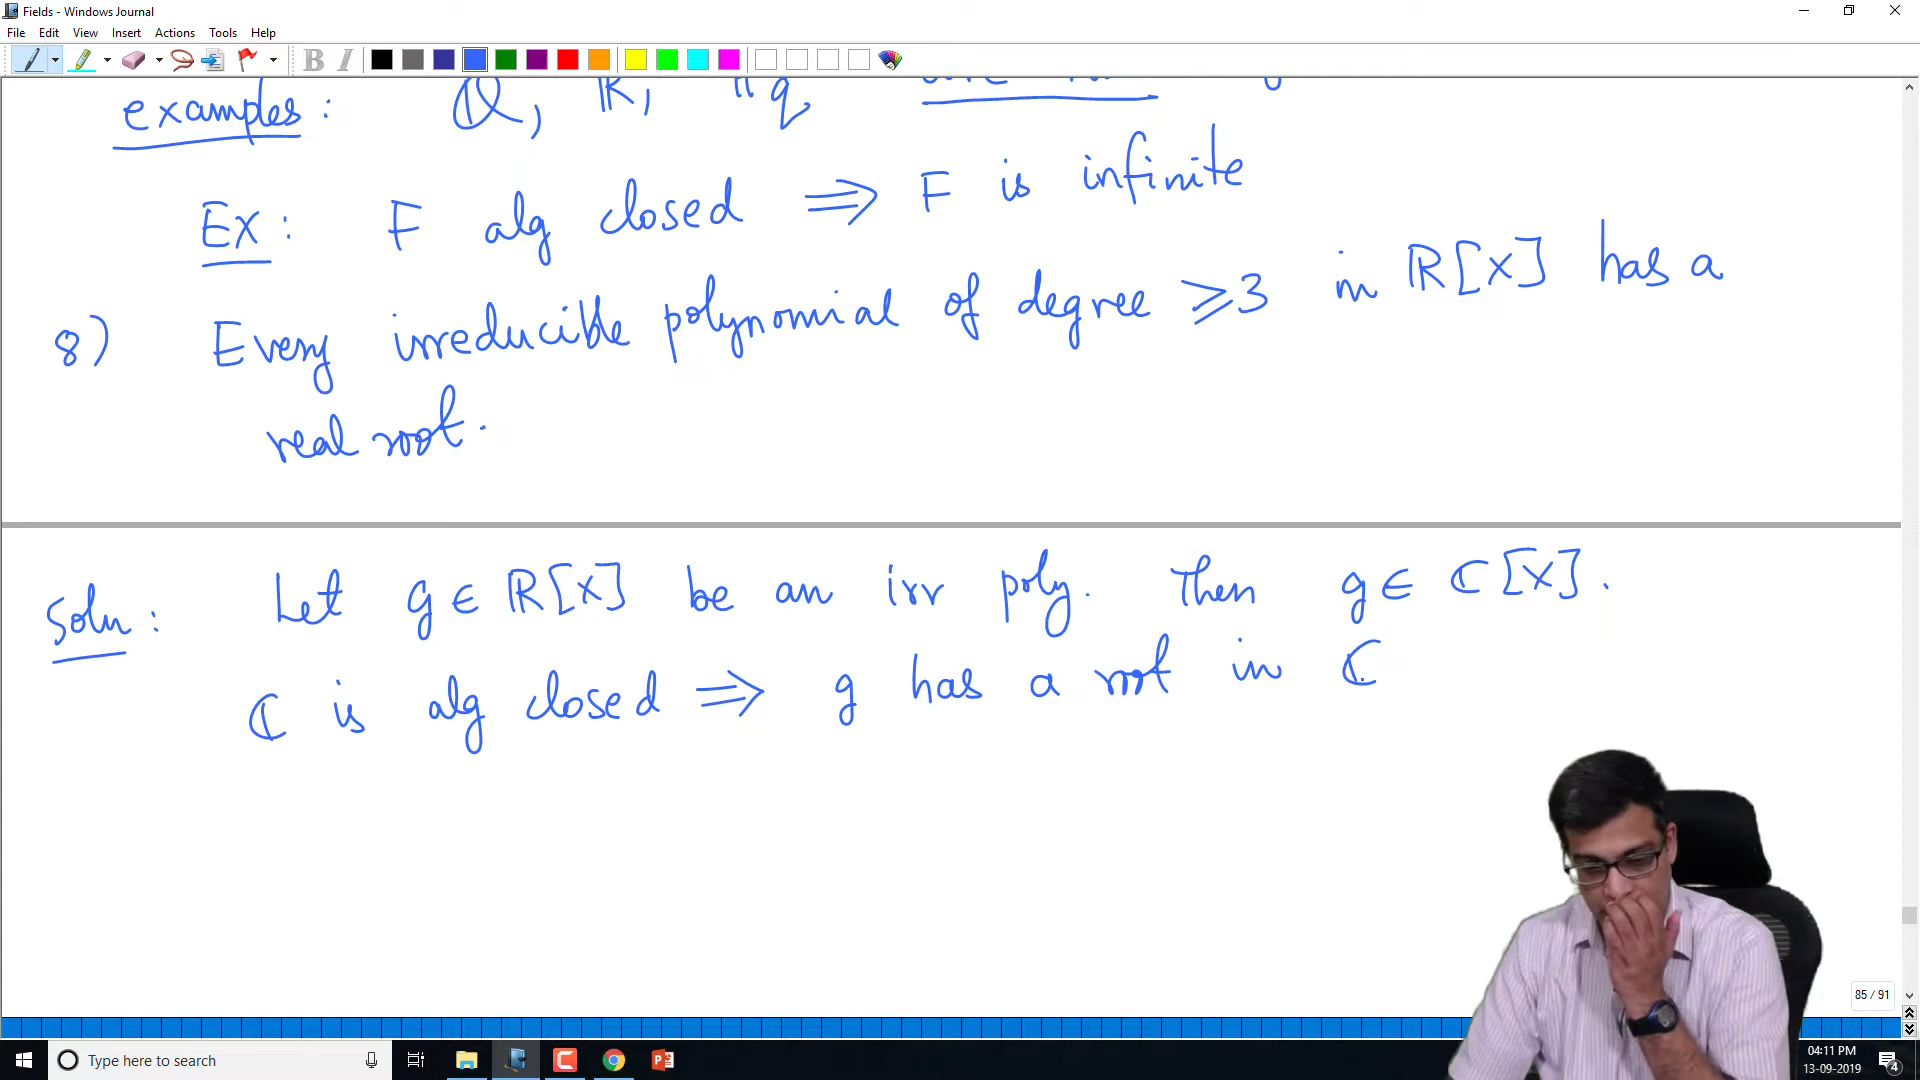 Fields - Windows Journal
File Edit View Insert Actions Tools Help
B I
examples: ℚ, ℝ, 𝔽q
Ex: F alg closed ⟹ F is infinite
8) Every irreducible polynomial of degree ≥3 in ℝ[X] has a
real root.
Soln: Let g ∈ ℝ[X] be an irr poly. Then g ∈ ℂ[X].
ℂ is alg closed ⟹ g has a root in ℂ
85 / 91
Type here to search
04:11 PM
13-09-2019
4